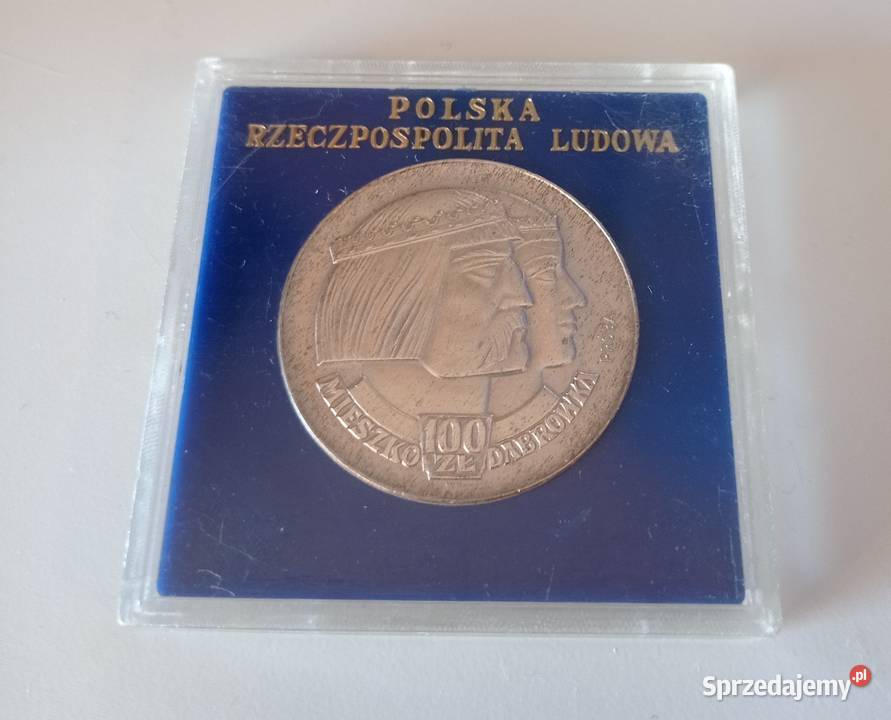 POLSKA
RZECZPOSPOLITA LUDOWA
MIESZKO 100 ZŁ DĄBRÓWKA
Sprzedajemy.pl